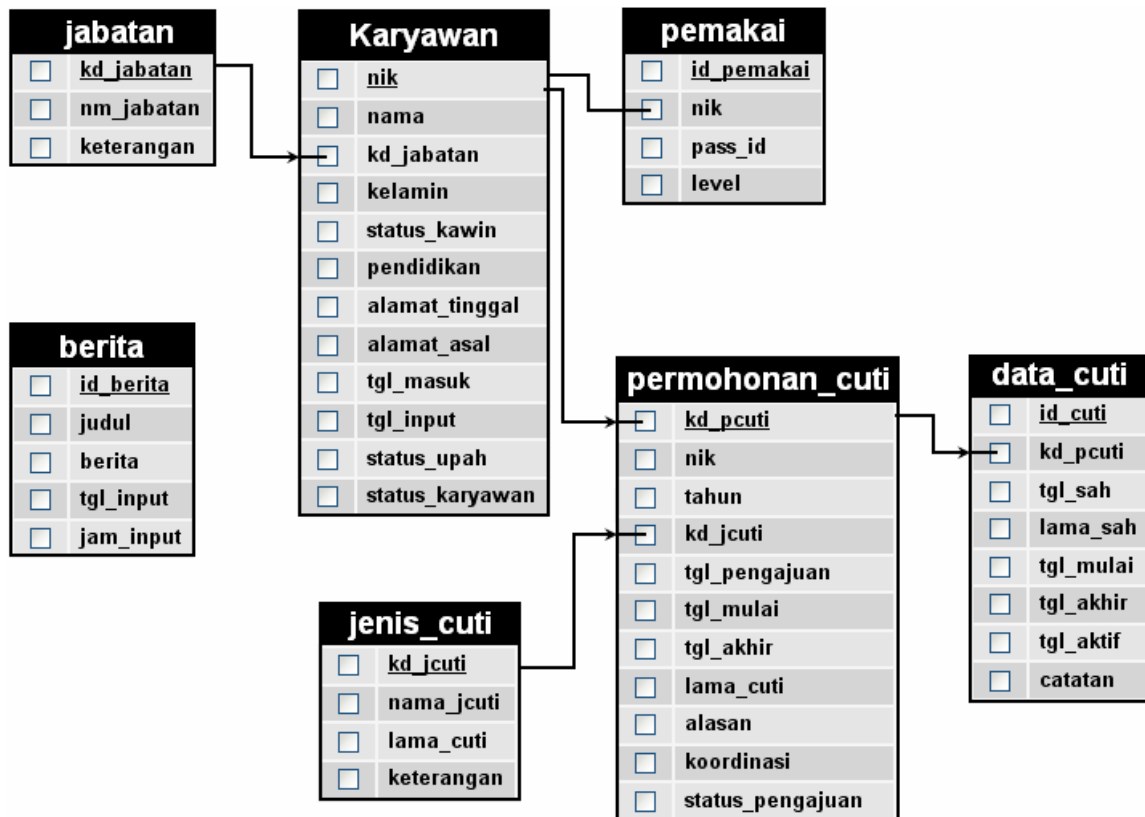 jabatan
kd_jabatan
nm_jabatan
keterangan
Karyawan
nik
nama
kd_jabatan
kelamin
status_kawin
pendidikan
alamat_tinggal
alamat_asal
tgl_masuk
tgl_input
status_upah
status_karyawan
pemakai
id_pemakai
nik
pass_id
level
berita
id_berita
judul
berita
tgl_input
jam_input
permohonan_cuti
kd_pcuti
nik
tahun
kd_jcuti
tgl_pengajuan
tgl_mulai
tgl_akhir
lama_cuti
alasan
koordinasi
status_pengajuan
data_cuti
id_cuti
kd_pcuti
tgl_sah
lama_sah
tgl_mulai
tgl_akhir
tgl_aktif
catatan
jenis_cuti
kd_jcuti
nama_jcuti
lama_cuti
keterangan